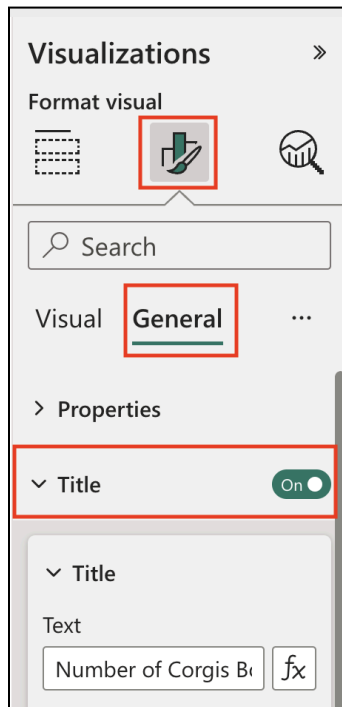 Visualizations
Format visual
Search
Visual General ...
Properties
Title On
Title
Text
Number of Corgis fx